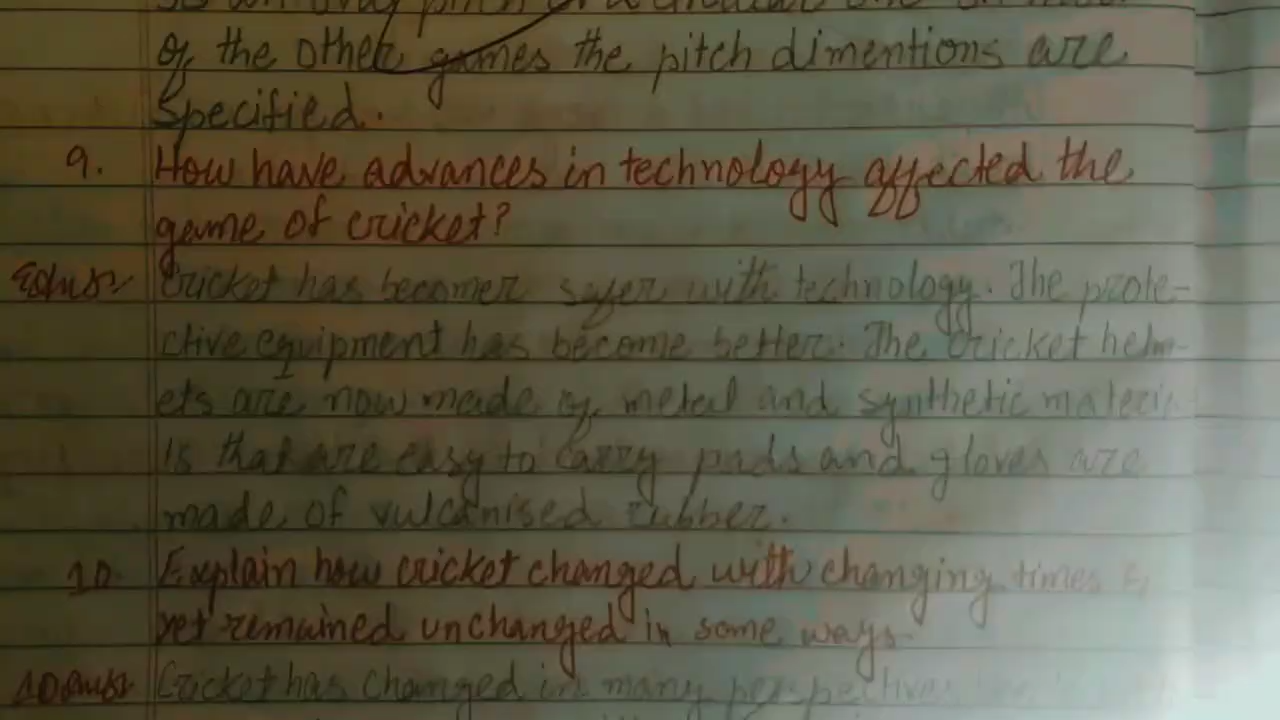 of the other games the pitch dimentions are
specified.
9. How have advances in technology affected the
game of cricket?
Cricket has becomer safer with technology. The prote-
ctive equipment has become better. The cricket helm-
ets are now made of metal and synthetic materia
ls that are easy to carry pads and gloves are
made of vulcanised rubber.
10. Explain how cricket changed with changing times
yet remained unchanged in some ways.
10 Ans Cricket has changed in many perspectives